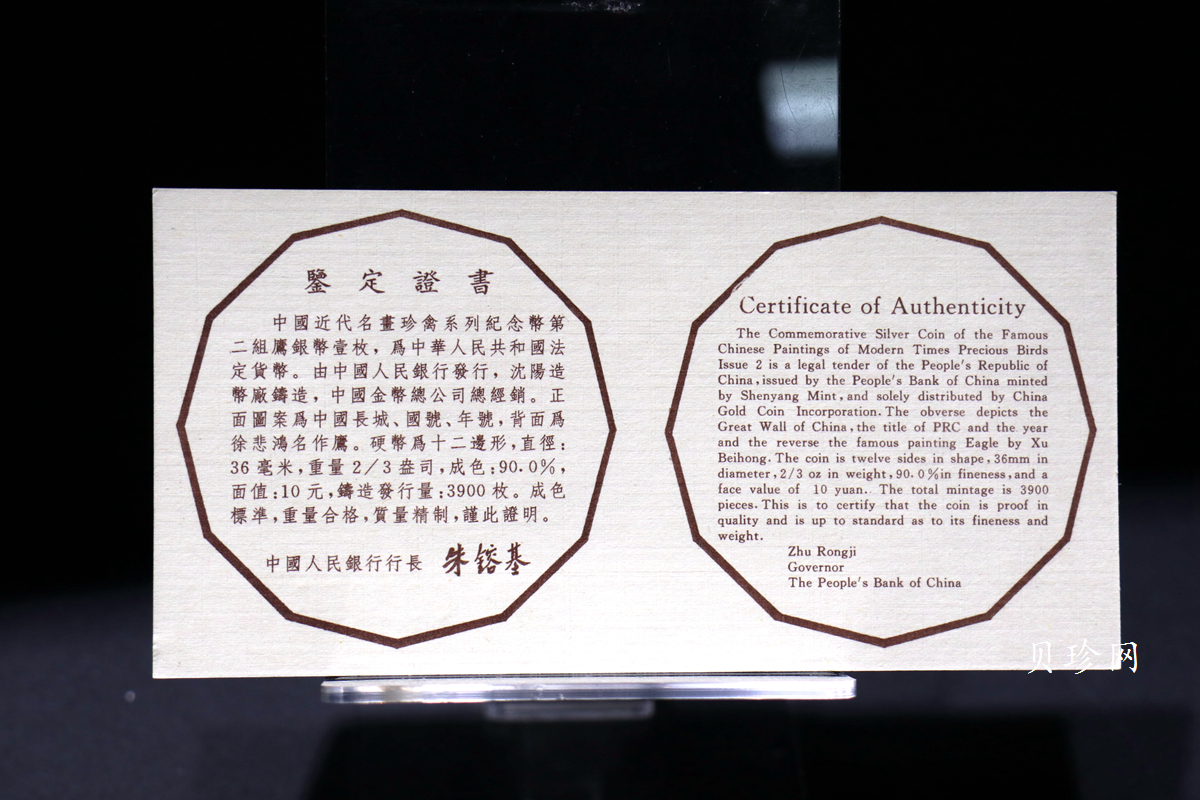 鑒定證書
中國近代名畫珍禽系列紀念幣第
二組鷹銀幣壹枚，爲中華人民共和國法
定貨幣。由中國人民銀行發行，沈陽造
幣廠鑄造，中國金幣總公司總經銷。正
面圖案爲中國長城、國號、年號，背面爲
徐悲鴻名作鷹。硬幣爲十二邊形，直徑：
36毫米，重量2/3盎司，成色：90.0%，
面值：10元，鑄造發行量：3900枚。成色
標準，重量合格，質量精制，謹此證明。
中國人民銀行行長 朱鎔基
Certificate of Authenticity
The Commemorative Silver Coin of the Famous
Chinese Paintings of Modern Times Precious Birds
Issue 2 is a legal tender of the People's Republic of
China, issued by the People's Bank of China minted
by Shenyang Mint, and solely distributed by China
Gold Coin Incorporation. The obverse depicts the
Great Wall of China, the title of PRC and the year
and the reverse the famous painting Eagle by Xu
Beihong. The coin is twelve sides in shape, 36mm in
diameter, 2/3 oz in weight, 90.0%in fineness, and a
face value of 10 yuan. The total mintage is 3900
pieces. This is to certify that the coin is proof in
quality and is up to standard as to its fineness and
weight.
Zhu Rongji
Governor
The People's Bank of China
贝珍网